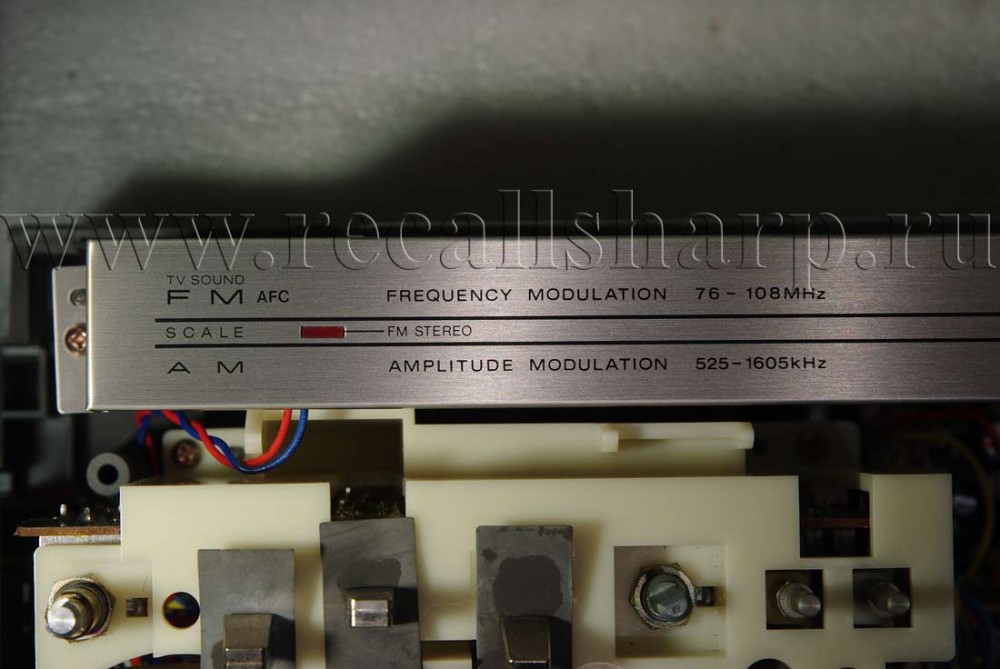 www.recallsharp.ru
TV SOUND
FM AFC FREQUENCY MODULATION 76-108MHz
SCALE FM STEREO
AM AMPLITUDE MODULATION 525-1605kHz